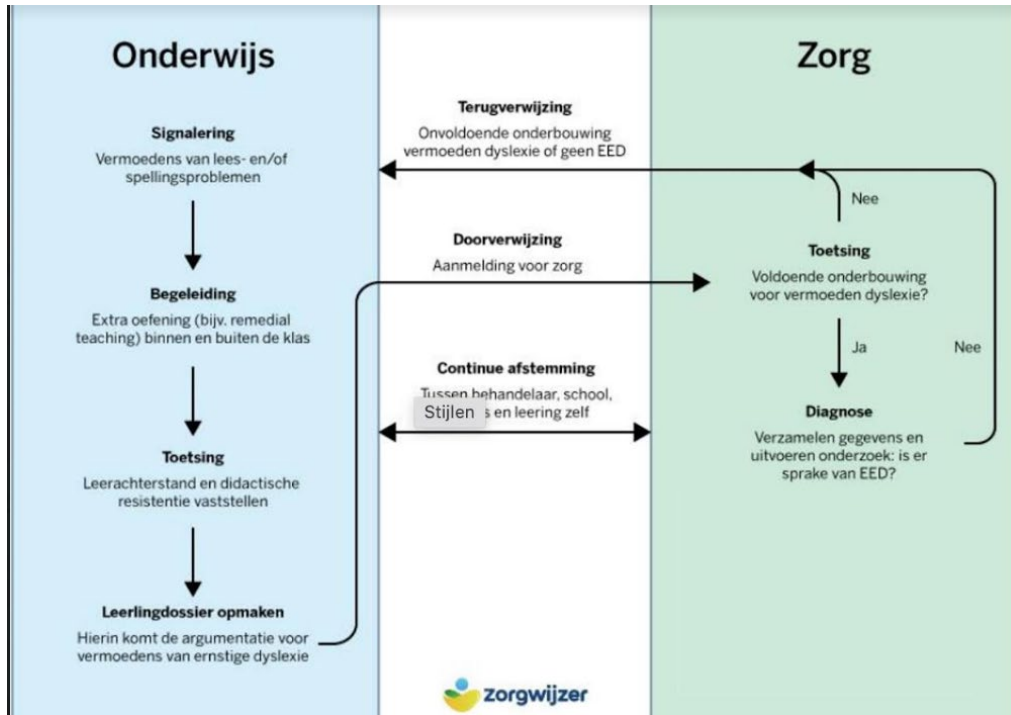 Onderwijs
Signalering
Vermoedens van lees- en/of
spellingsproblemen
Begeleiding
Extra oefening (bijv. remedial
teaching) binnen en buiten de klas
Toetsing
Leerachterstand en didactische
resistentie vaststellen
Leerlingdossier opmaken
Hierin komt de argumentatie voor
vermoedens van ernstige dyslexie
Terugverwijzing
Onvoldoende onderbouwing
vermoeden dyslexie of geen EED
Doorverwijzing
Aanmelding voor zorg
Continue afstemming
Tussen behandelaar, school,
Stijlen s en leering zelf
Zorg
Nee
Toetsing
Voldoende onderbouwing
voor vermoeden dyslexie?
Ja
Nee
Diagnose
Verzamelen gegevens en
uitvoeren onderzoek: is er
sprake van EED?
zorgwijzer